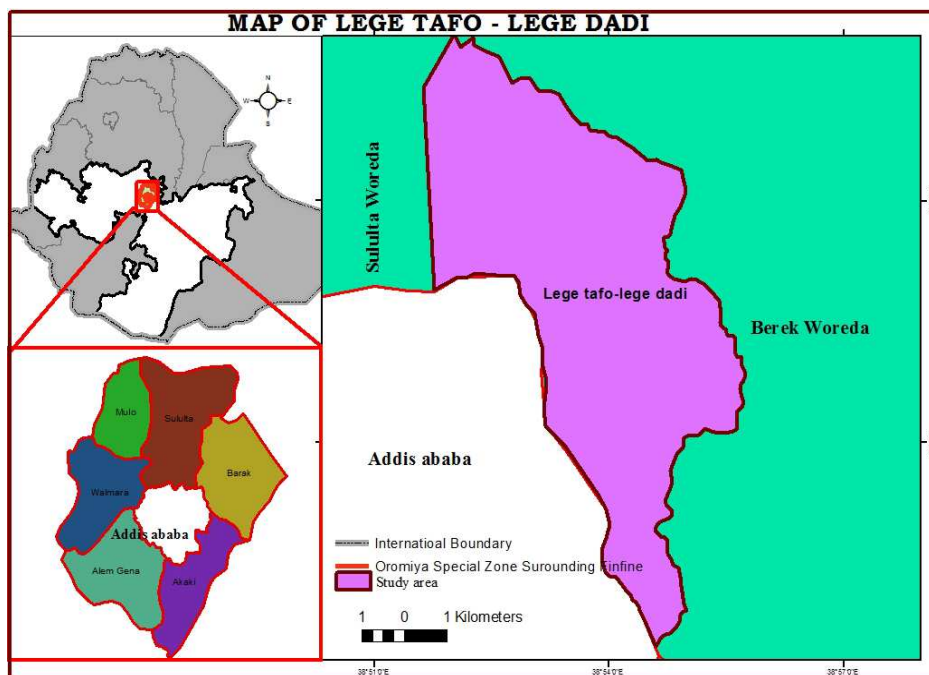 MAP OF LEGE TAFO - LEGE DADI
N
W E
S
Mulo
Sululta
Barak
Walmara
Addis ababa
Alem Gena
Akaki
Sululta Woreda
Lege tafo-lege dadi
Berek Woreda
Addis ababa
Internatioal Boundary
Oromiya Special Zone Surounding Finfine
Study area
1 0 1 Kilometers
38°51'0"E 38°54'0"E 38°57'0"E